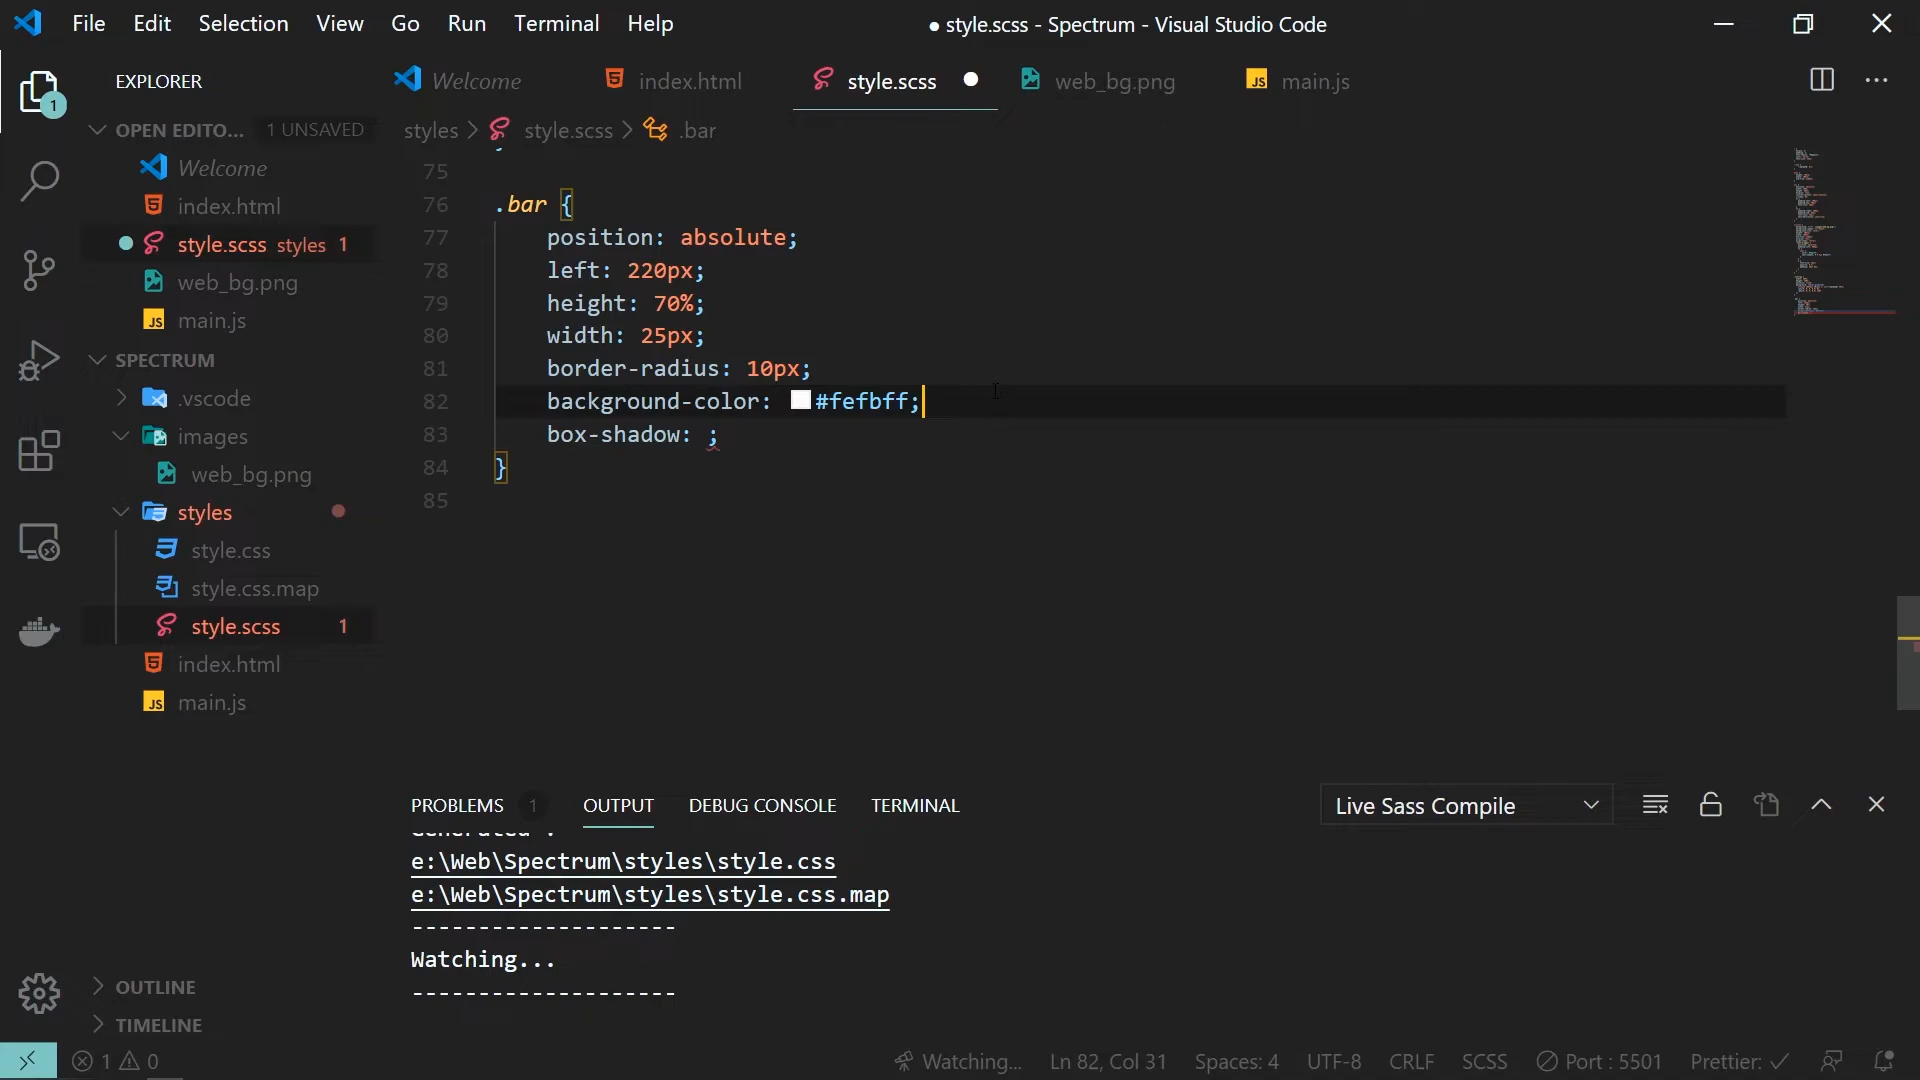 File Edit Selection View Go Run Terminal Help
● style.scss - Spectrum - Visual Studio Code
EXPLORER
Welcome
index.html
style.scss
web_bg.png
main.js
OPEN EDITO... 1 UNSAVED
Welcome
index.html
style.scss styles 1
web_bg.png
main.js
SPECTRUM
.vscode
images
web_bg.png
styles
style.css
style.css.map
style.scss 1
index.html
main.js
OUTLINE
TIMELINE
styles > style.scss > .bar
75
76 .bar {
77 position: absolute;
78 left: 220px;
79 height: 70%;
80 width: 25px;
81 border-radius: 10px;
82 background-color: #fefbff;
83 box-shadow: ;
84 }
85
PROBLEMS 1 OUTPUT DEBUG CONSOLE TERMINAL
Live Sass Compile
e:\Web\Spectrum\styles\style.css
e:\Web\Spectrum\styles\style.css.map
--------------------
Watching...
--------------------
1 0
Watching... Ln 82, Col 31 Spaces: 4 UTF-8 CRLF SCSS Port : 5501 Prettier: ✓